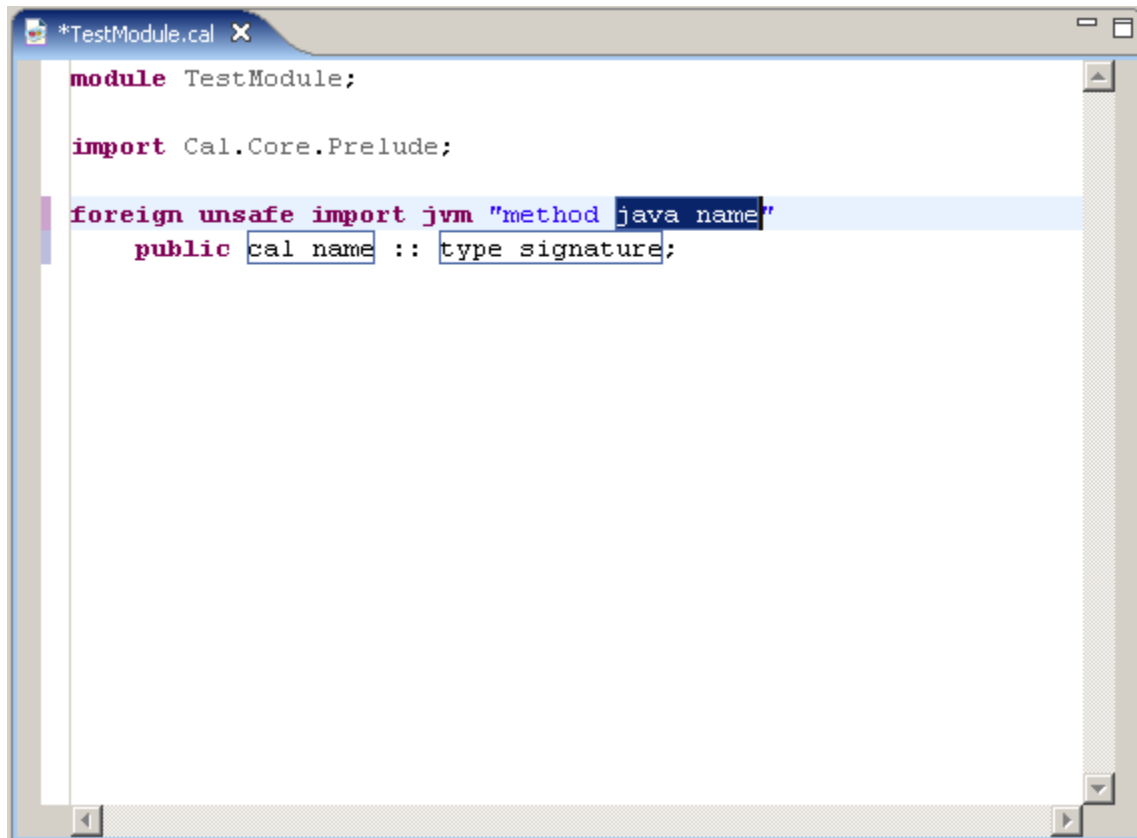 *TestModule.cal
module TestModule;
import Cal.Core.Prelude;
foreign unsafe import jvm "method java name"
public cal name :: type signature;